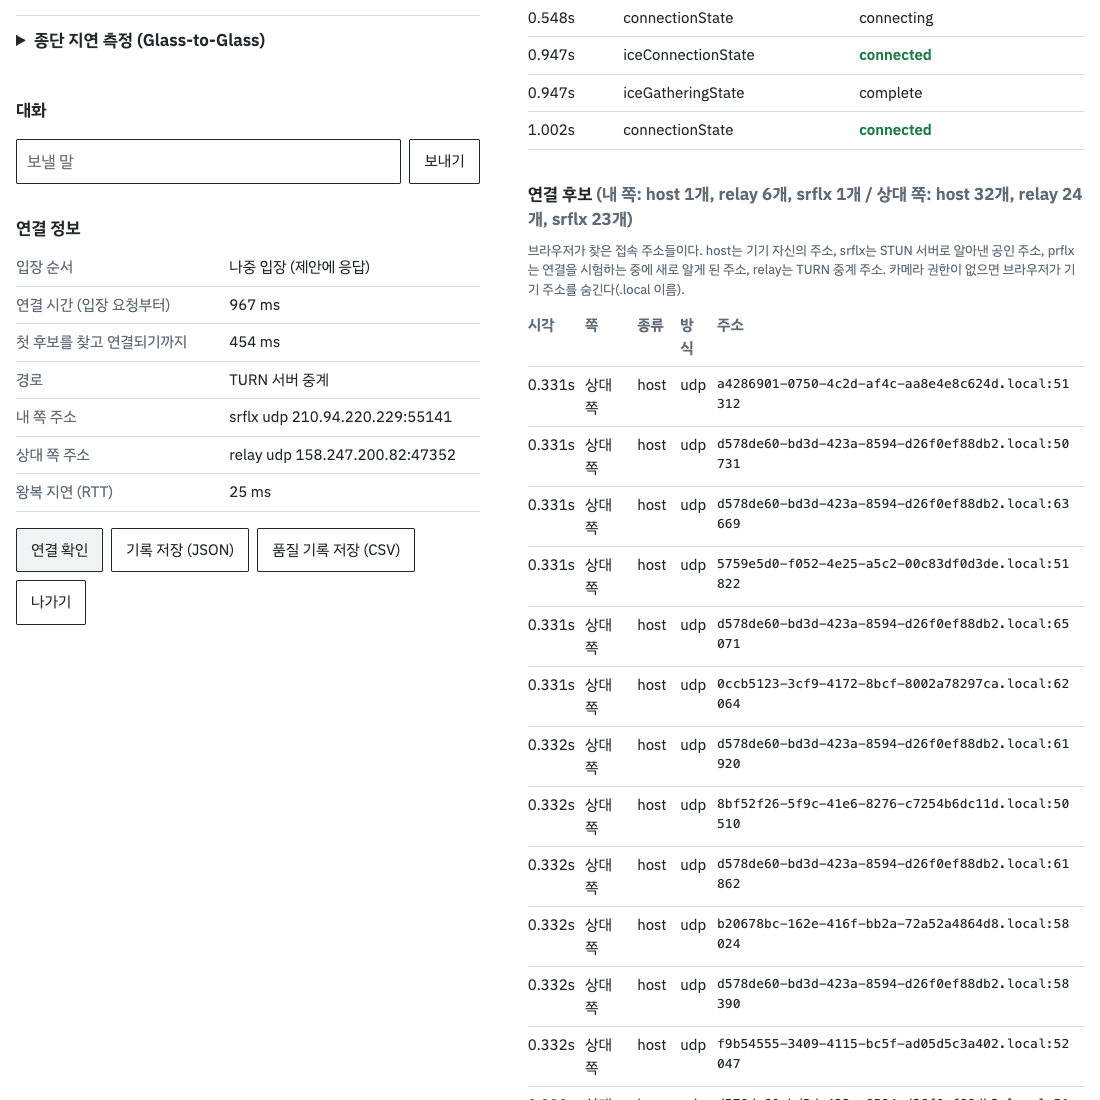 ▶ 종단 지연 측정 (Glass-to-Glass)
대화
보낼 말
보내기
연결 정보
입장 순서 나중 입장 (제안에 응답)
연결 시간 (입장 요청부터) 967 ms
첫 후보를 찾고 연결되기까지 454 ms
경로 TURN 서버 중계
내 쪽 주소 srflx udp 210.94.220.229:55141
상대 쪽 주소 relay udp 158.247.200.82:47352
왕복 지연 (RTT) 25 ms
연결 확인 기록 저장 (JSON) 품질 기록 저장 (CSV)
나가기
0.548s connectionState connecting
0.947s iceConnectionState connected
0.947s iceGatheringState complete
1.002s connectionState connected
연결 후보 (내 쪽: host 1개, relay 6개, srflx 1개 / 상대 쪽: host 32개, relay 24
개, srflx 23개)
브라우저가 찾은 접속 주소들이다. host는 기기 자신의 주소, srflx는 STUN 서버로 알아낸 공인 주소, prflx
는 연결을 시험하는 중에 새로 알게 된 주소, relay는 TURN 중계 주소. 카메라 권한이 없으면 브라우저가 기
기 주소를 숨긴다(.local 이름).
시각 쪽 종류 방 주소
식
0.331s 상대 host udp a4286901-0750-4c2d-af4c-aa8e4e8c624d.local:51
쪽 312
0.331s 상대 host udp d578de60-bd3d-423a-8594-d26f0ef88db2.local:50
쪽 731
0.331s 상대 host udp d578de60-bd3d-423a-8594-d26f0ef88db2.local:63
쪽 669
0.331s 상대 host udp 5759e5d0-f052-4e25-a5c2-00c83df0d3de.local:51
쪽 822
0.331s 상대 host udp d578de60-bd3d-423a-8594-d26f0ef88db2.local:65
쪽 071
0.331s 상대 host udp 0ccb5123-3cf9-4172-8bcf-8002a78297ca.local:62
쪽 064
0.332s 상대 host udp d578de60-bd3d-423a-8594-d26f0ef88db2.local:61
쪽 920
0.332s 상대 host udp 8bf52f26-5f9c-41e6-8276-c7254b6dc11d.local:50
쪽 510
0.332s 상대 host udp d578de60-bd3d-423a-8594-d26f0ef88db2.local:61
쪽 862
0.332s 상대 host udp b20678bc-162e-416f-bb2a-72a52a4864d8.local:58
쪽 024
0.332s 상대 host udp d578de60-bd3d-423a-8594-d26f0ef88db2.local:58
쪽 390
0.332s 상대 host udp f9b54555-3409-4115-bc5f-ad05d5c3a402.local:52
쪽 047